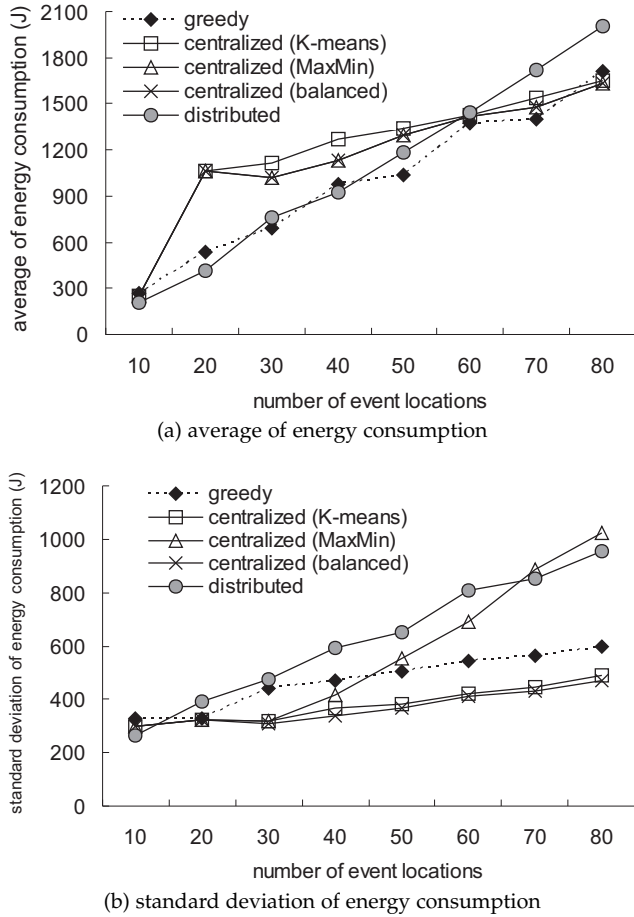 average of energy consumption (J)
2100
1800
1500
1200
900
600
300
0
greedy
centralized (K-means)
centralized (MaxMin)
centralized (balanced)
distributed
10 20 30 40 50 60 70 80
number of event locations
(a) average of energy consumption
standard deviation of energy consumption (J)
1200
1000
800
600
400
200
0
greedy
centralized (K-means)
centralized (MaxMin)
centralized (balanced)
distributed
10 20 30 40 50 60 70 80
number of event locations
(b) standard deviation of energy consumption